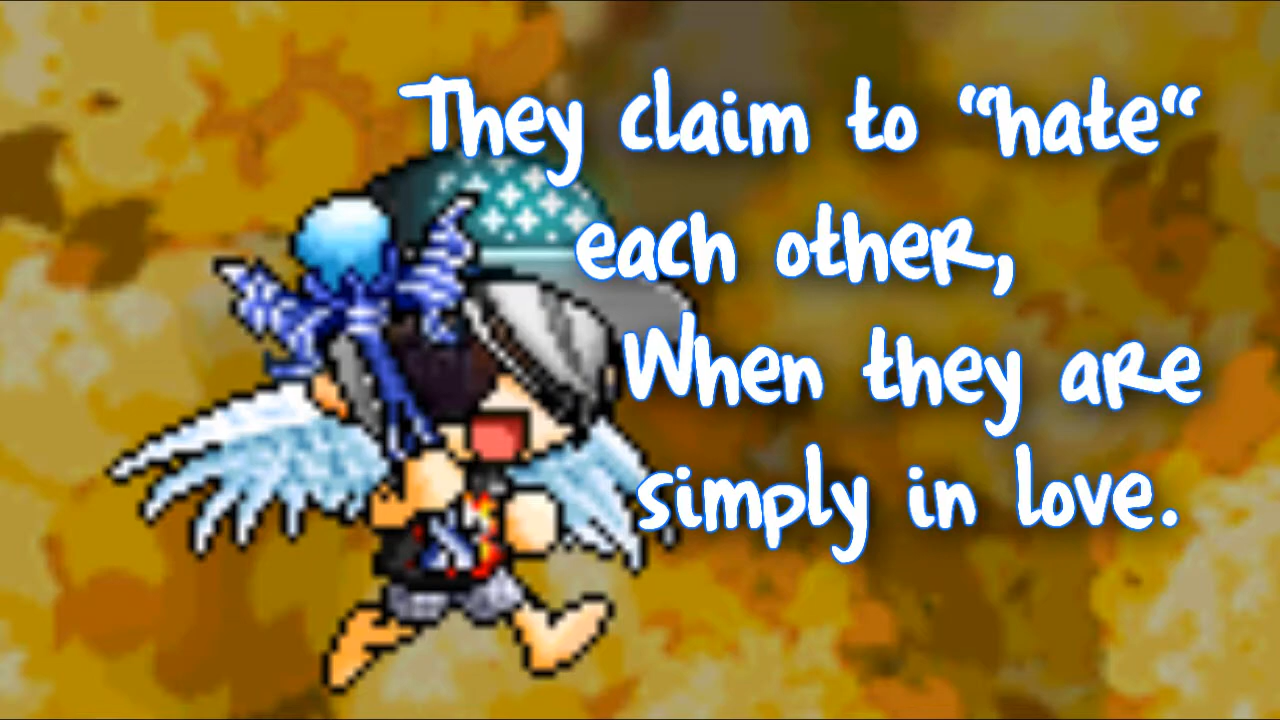 They claim to “hate“
each other,
When they are
simply in love.